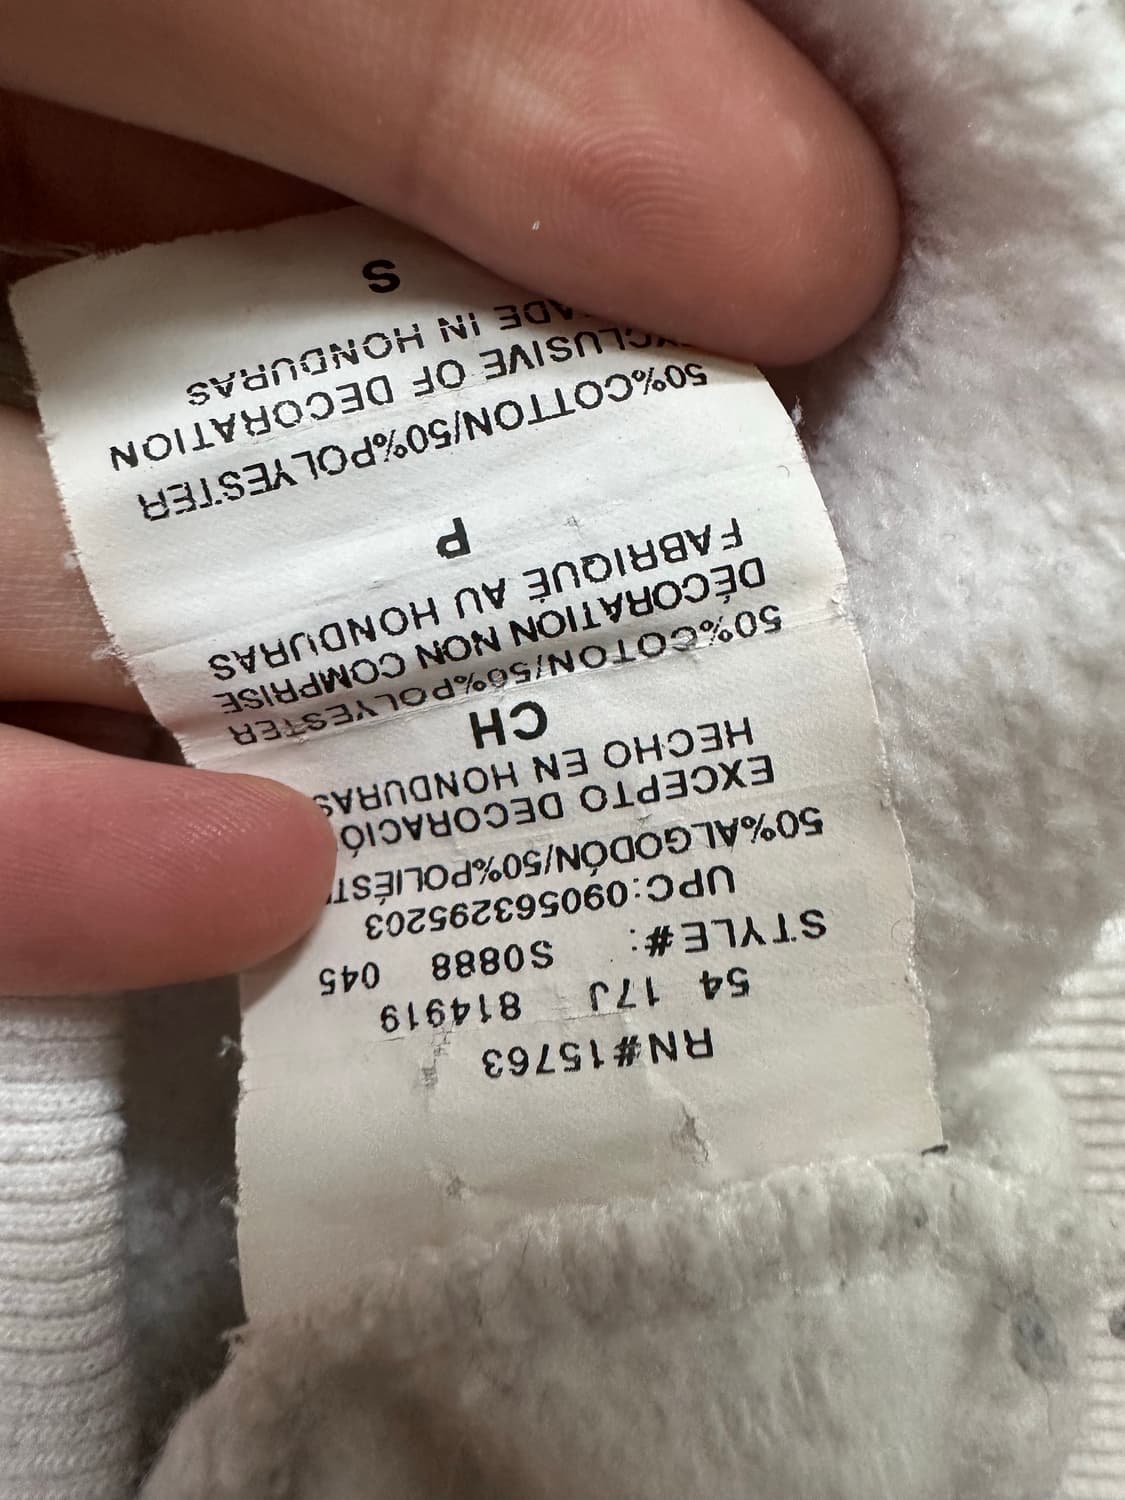 RN#15763
54 17J 814919
STYLE#: S0888 045
UPC:090563295203
50%ALGODÓN/50%POLIÉST
EXCEPTO DECORACIÓ
HECHO EN HONDURAS
CH
50%COTON/50%POLYESTER
DÉCORATION NON COMPRISE
FABRIQUÉ AU HONDURAS
P
50%COTTON/50%POLYESTER
EXCLUSIVE OF DECORATION
MADE IN HONDURAS
S